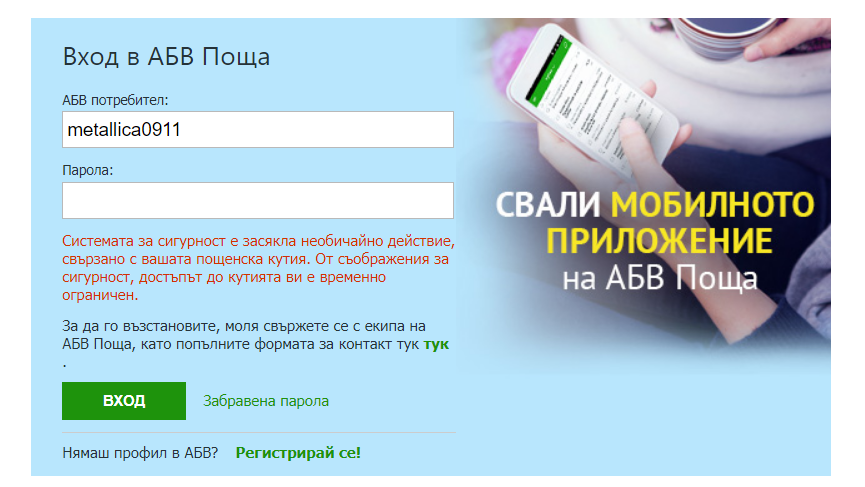 Вход в АБВ Поща
АБВ потребител:
metallica0911
Парола:
Системата за сигурност е засякла необичайно действие,
свързано с вашата пощенска кутия. От съображения за
сигурност, достъпът до кутията ви е временно
ограничен.
За да го възстановите, моля свържете се с екипа на
АБВ Поща, като попълните формата за контакт тук тук
.
ВХОД Забравена парола
Нямаш профил в АБВ? Регистрирай се!
СВАЛИ МОБИЛНОТО
ПРИЛОЖЕНИЕ
на АБВ Поща